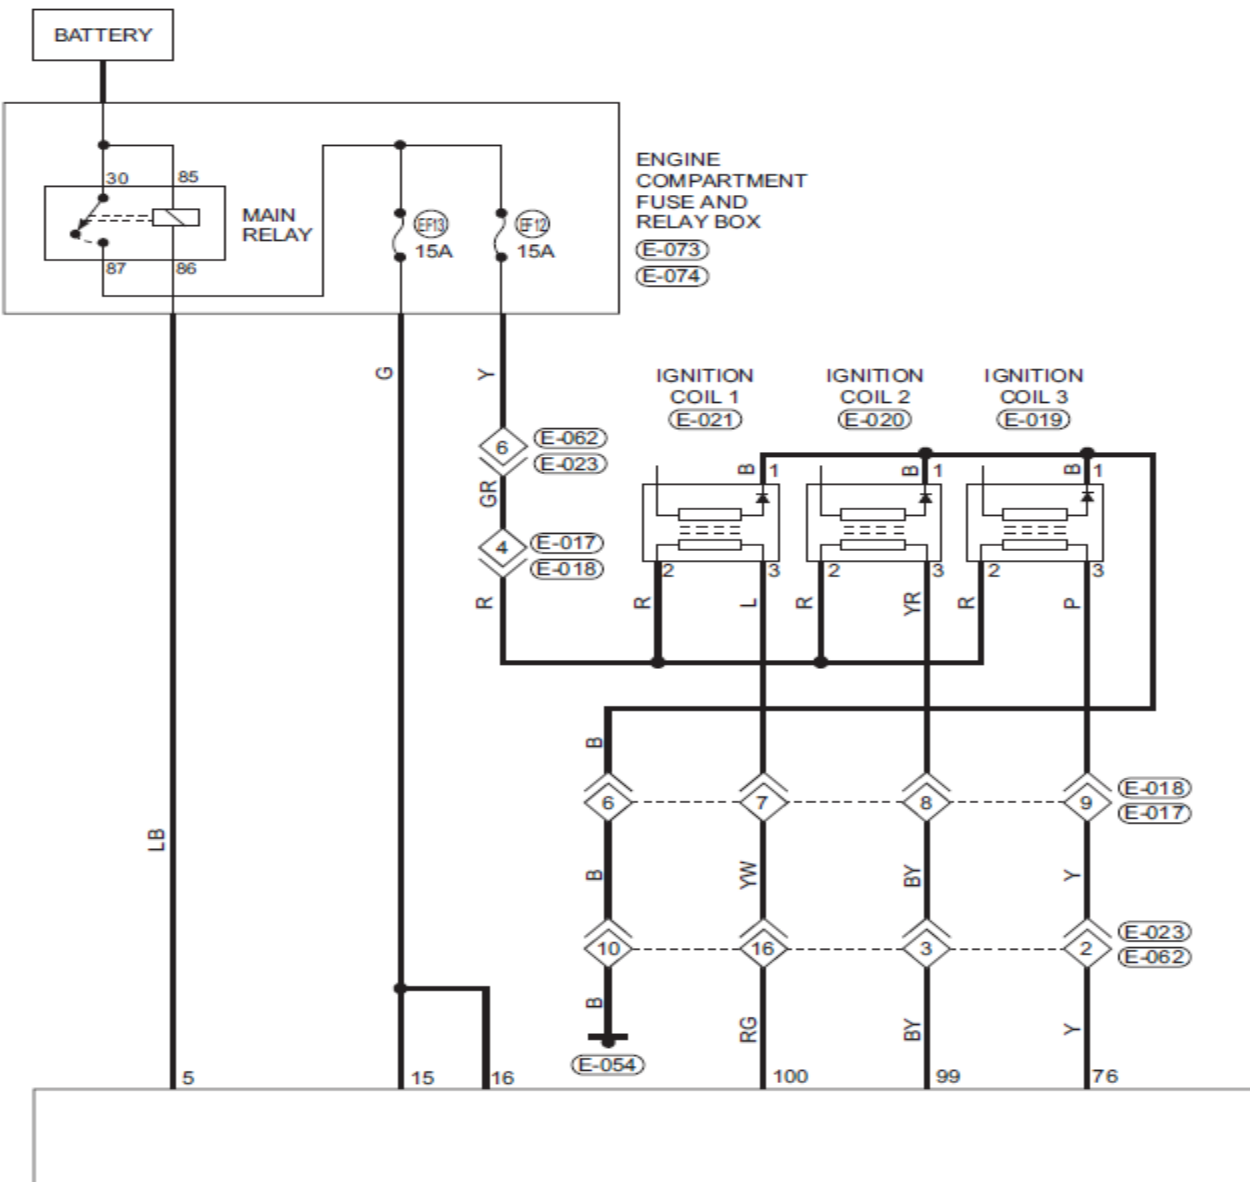 BATTERY
30
85
MAIN
RELAY
87
86
EF13
15A
EF12
15A
ENGINE
COMPARTMENT
FUSE AND
RELAY BOX
E-073
E-074
G
Y
6
E-062
E-023
GR
4
E-017
E-018
R
IGNITION
COIL 1
E-021
IGNITION
COIL 2
E-020
IGNITION
COIL 3
E-019
B 1
B 1
B 1
2
3
2
3
2
3
R
L
R
YR
R
P
B
6
7
8
9
E-018
E-017
LB
B
YW
BY
Y
10
16
3
2
E-023
E-062
B
RG
BY
Y
E-054
5
15
16
100
99
76